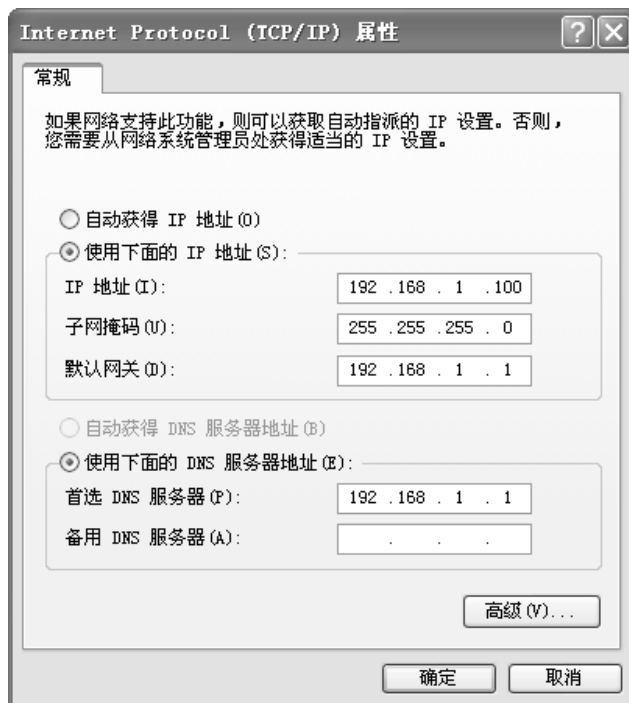 Internet Protocol (TCP/IP) 属性
常规
如果网络支持此功能，则可以获取自动指派的 IP 设置。否则，
您需要从网络系统管理员处获得适当的 IP 设置。
自动获得 IP 地址(O)
使用下面的 IP 地址(S):
IP 地址(I): 192 .168 . 1 .100
子网掩码(U): 255 .255 .255 . 0
默认网关(D): 192 .168 . 1 . 1
自动获得 DNS 服务器地址(B)
使用下面的 DNS 服务器地址(E):
首选 DNS 服务器(P): 192 .168 . 1 . 1
备用 DNS 服务器(A): . . .
高级(V)...
确定 取消